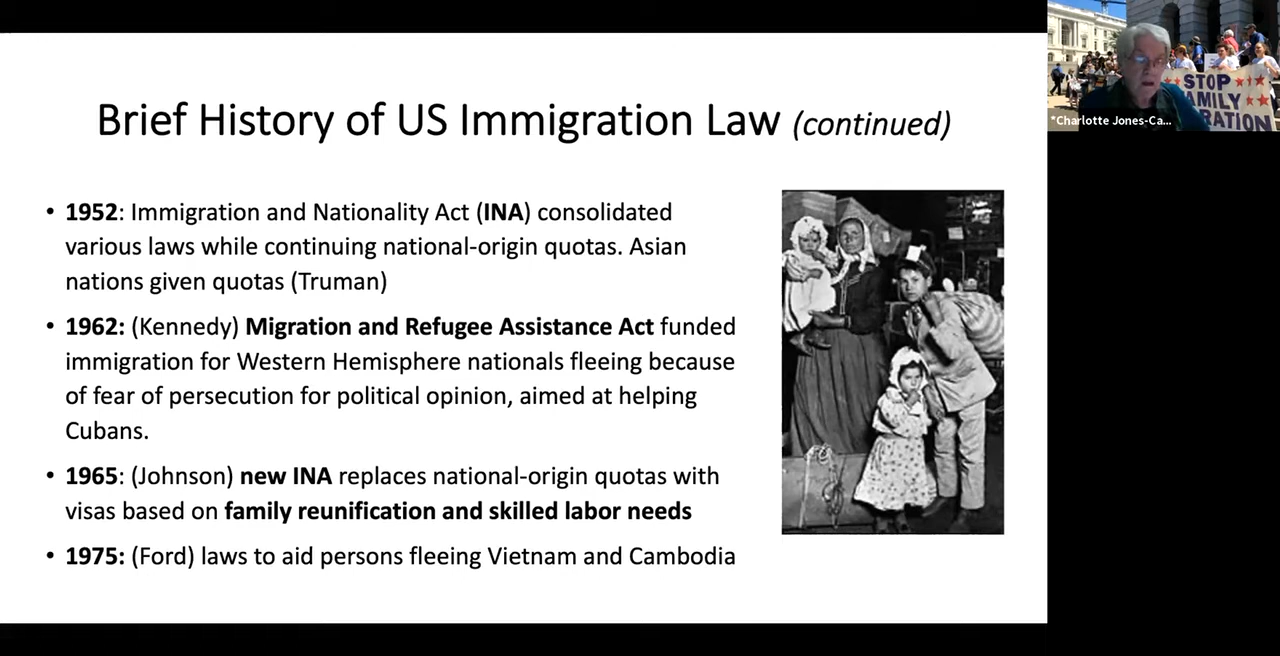 Brief History of US Immigration Law (continued)
• 1952: Immigration and Nationality Act (INA) consolidated
various laws while continuing national-origin quotas. Asian
nations given quotas (Truman)
• 1962: (Kennedy) Migration and Refugee Assistance Act funded
immigration for Western Hemisphere nationals fleeing because
of fear of persecution for political opinion, aimed at helping
Cubans.
• 1965: (Johnson) new INA replaces national-origin quotas with
visas based on family reunification and skilled labor needs
• 1975: (Ford) laws to aid persons fleeing Vietnam and Cambodia
STOP
AMILY
RATION
*Charlotte Jones-Ca...